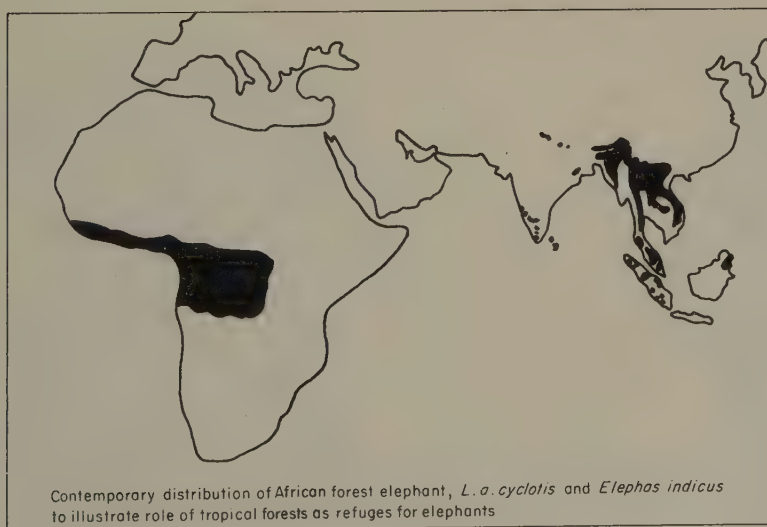 Contemporary distribution of African forest elephant, L.a.cyclotis and Elephas indicus
to illustrate role of tropical forests as refuges for elephants